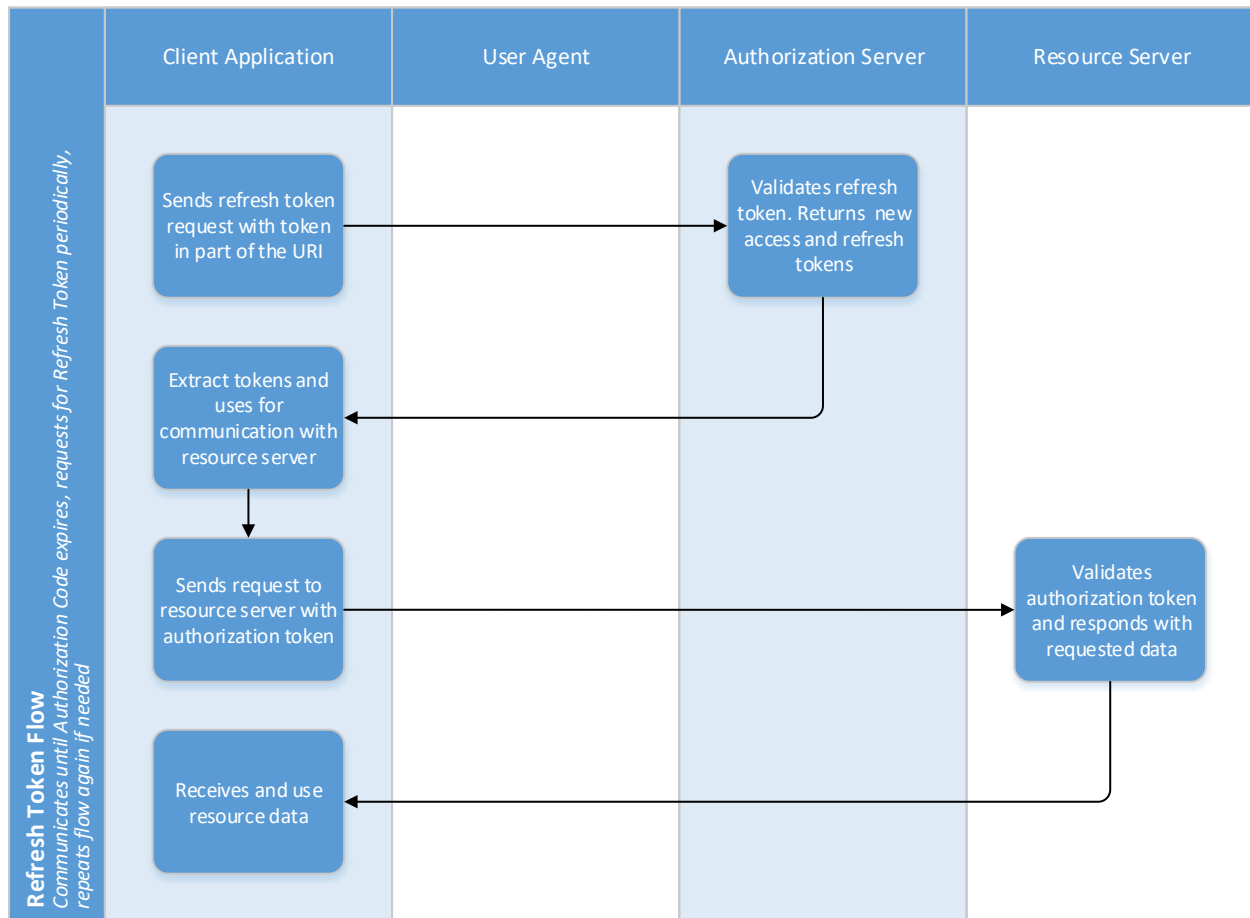 Client Application
User Agent
Authorization Server
Resource Server
Refresh Token Flow
Communicates until Authorization Code expires, requests for Refresh Token periodically,
repeats flow again if needed
Sends refresh token
request with token
in part of the URI
Validates refresh
token. Returns  new
access and refresh
tokens
Extract tokens and
uses for
communication with
resource server
Sends request to
resource server with
authorization token
Validates
authorization token
and responds with
requested data
Receives and use
resource data